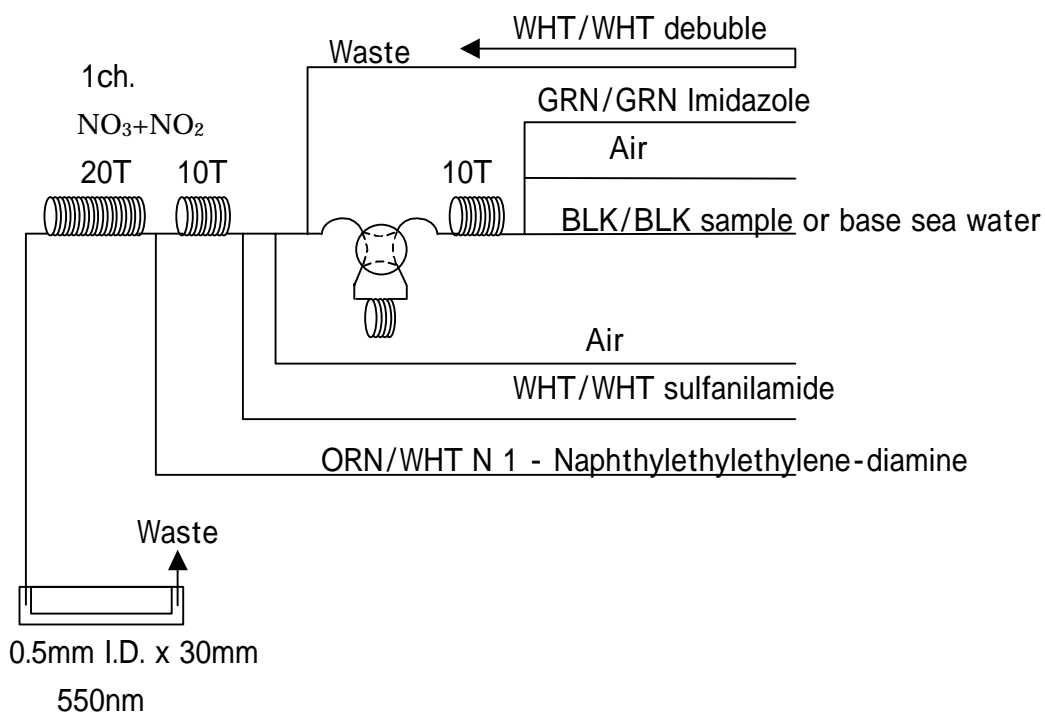 WHT/WHT debuble
Waste
1ch.
GRN/GRN Imidazole
NO₃+NO₂
Air
20T
10T
10T
BLK/BLK sample or base sea water
Air
WHT/WHT sulfanilamide
ORN/WHT N 1 - Naphthylethylethylene-diamine
Waste
0.5mm I.D. x 30mm
550nm